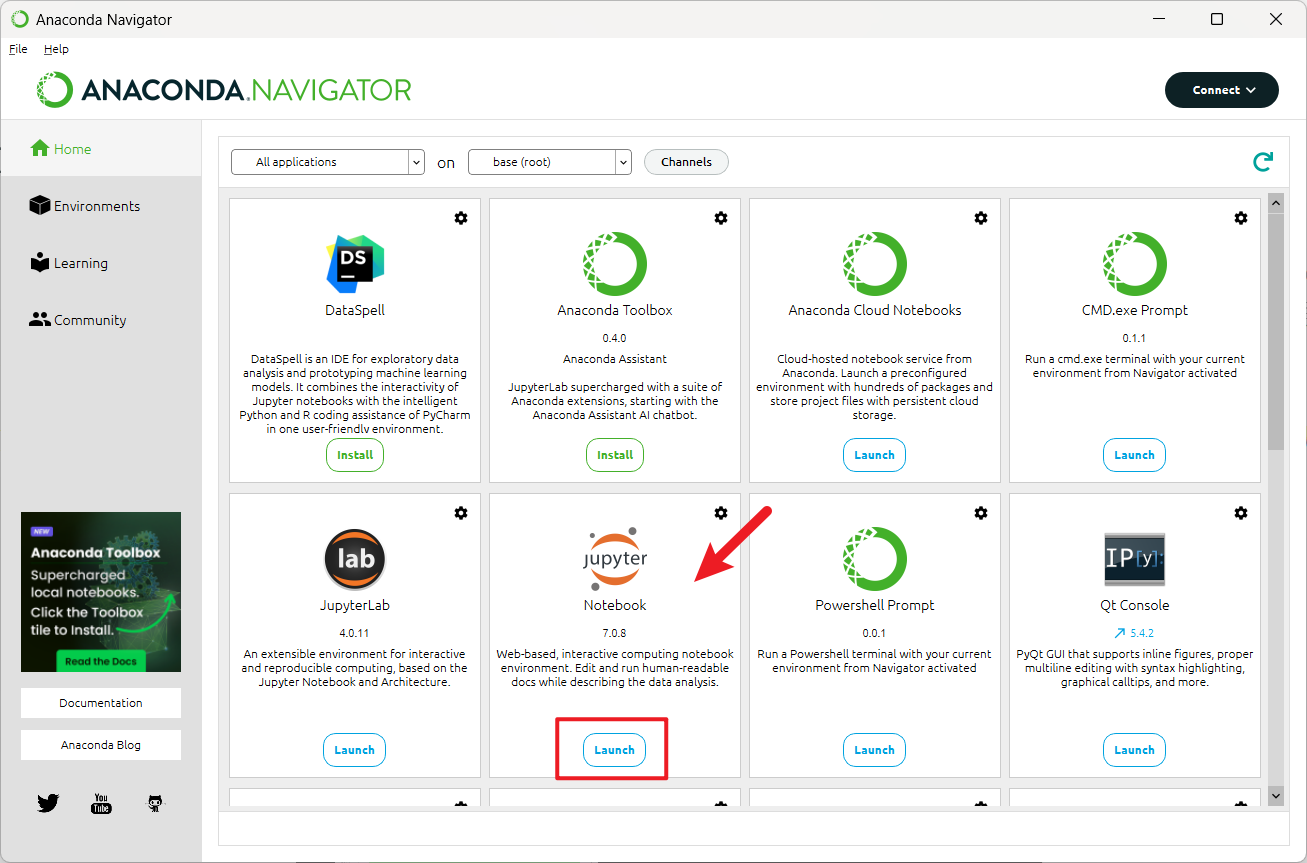 Anaconda Navigator
File Help
ANACONDA.NAVIGATOR
Connect
Home
Environments
Learning
Community
All applications on base (root) Channels
DS
DataSpell
DataSpell is an IDE for exploratory data
analysis and prototyping machine learning
models. It combines the interactivity of
Jupyter notebooks with the intelligent
Python and R coding assistance of PyCharm
in one user-friendly environment.
Install
Anaconda Toolbox
0.4.0
Anaconda Assistant
JupyterLab supercharged with a suite of
Anaconda extensions, starting with the
Anaconda Assistant AI chatbot.
Install
Anaconda Cloud Notebooks
Cloud-hosted notebook service from
Anaconda. Launch a preconfigured
environment with hundreds of packages and
store project files with persistent cloud
storage.
Launch
CMD.exe Prompt
0.1.1
Run a cmd.exe terminal with your current
environment from Navigator activated
Launch
lab
JupyterLab
4.0.11
An extensible environment for interactive
and reproducible computing, based on the
Jupyter Notebook and Architecture.
Launch
jupyter
Notebook
7.0.8
Web-based, interactive computing notebook
environment. Edit and run human-readable
docs while describing the data analysis.
Launch
Powershell Prompt
0.0.1
Run a Powershell terminal with your current
environment from Navigator activated
Launch
IP[y]:
Qt Console
5.4.2
PyQt GUI that supports inline figures, proper
multiline editing with syntax highlighting,
graphical calltips, and more.
Launch
NEW
Anaconda Toolbox
Supercharged
local notebooks.
Click the Toolbox
tile to Install.
Read the Docs
Documentation
Anaconda Blog
You
Tube